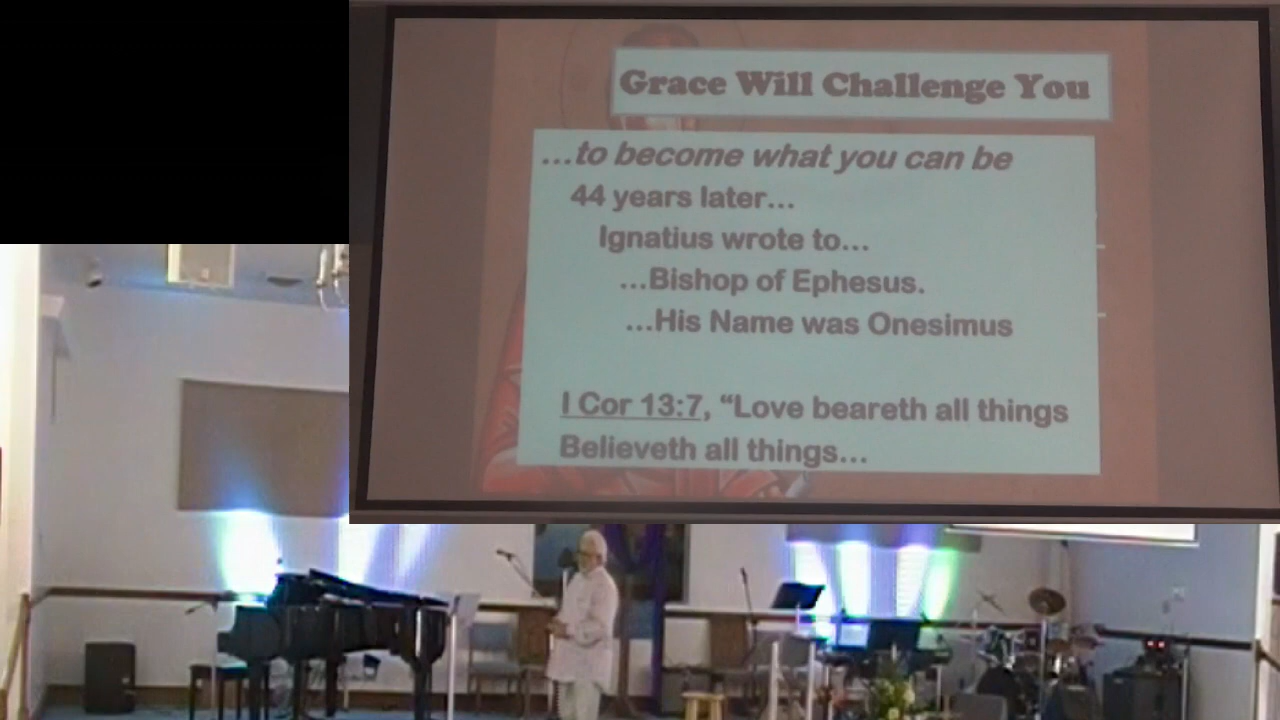 Grace Will Challenge You
...to become what you can be
44 years later...
Ignatius wrote to...
...Bishop of Ephesus.
...His Name was Onesimus
I Cor 13:7, “Love beareth all things
Believeth all things...